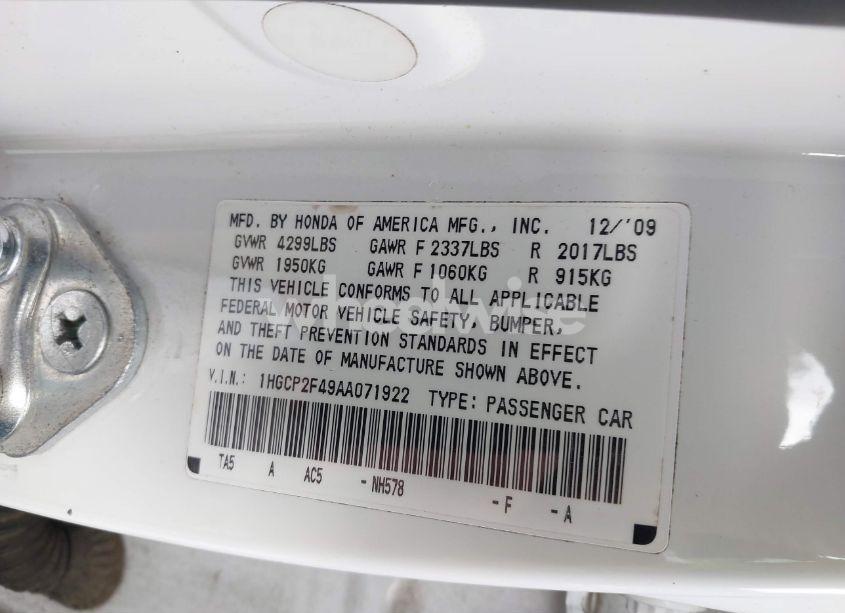 MFD. BY HONDA OF AMERICA MFG., INC. 12/'09
GVWR 4299LBS GAWR F 2337LBS R 2017LBS
GVWR 1950KG GAWR F 1060KG R 915KG
THIS VEHICLE CONFORMS TO ALL APPLICABLE
FEDERAL MOTOR VEHICLE SAFETY, BUMPER,
AND THEFT PREVENTION STANDARDS IN EFFECT
ON THE DATE OF MANUFACTURE SHOWN ABOVE.
V.I.N.: 1HGCP2F49AA071922 TYPE: PASSENGER CAR
TA5 A AC5 -NH578 -F -A
wheelwise